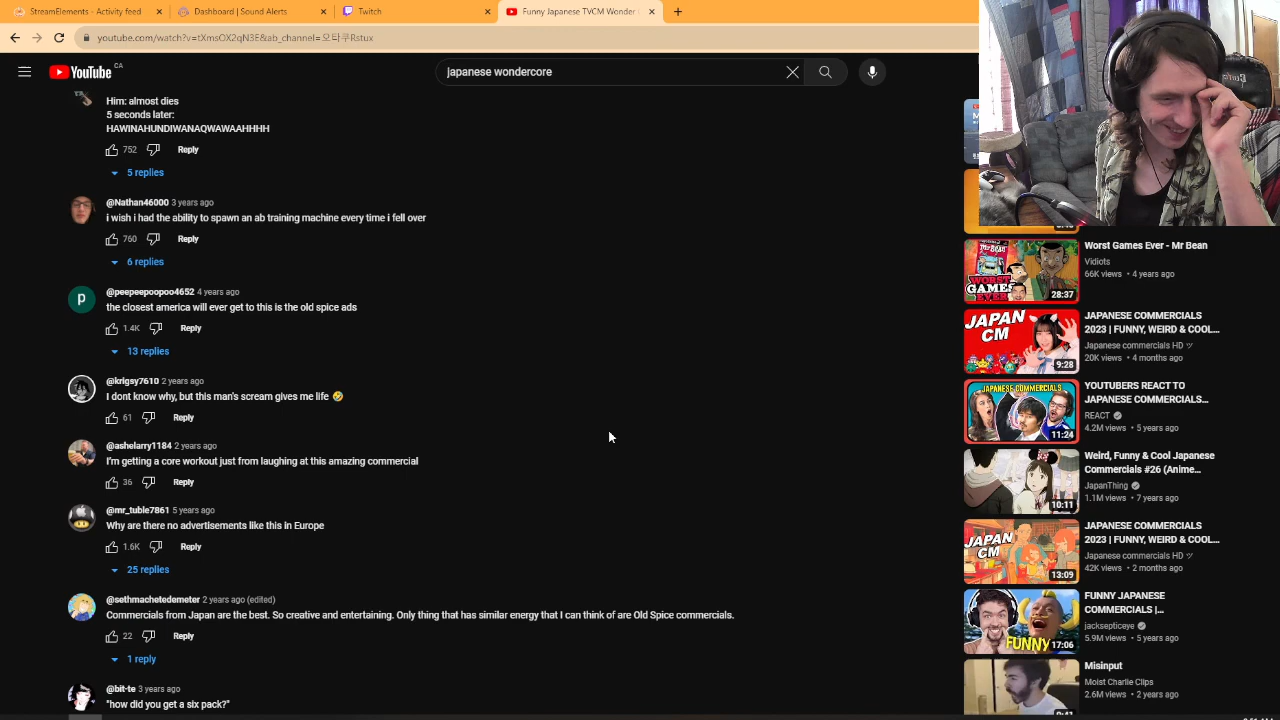 StreamElements - Activity feed
Dashboard | Sound Alerts
Twitch
Funny Japanese TVCM Wonder
youtube.com/watch?v=tXmsOX2qN3E&ab_channel=오타쿠Rstux
YouTube CA
japanese wondercore
Him: almost dies
5 seconds later:
HAWINAHUNDIWANAQWAWAAHHHH
752 Reply
5 replies
@Nathan46000 3 years ago
i wish i had the ability to spawn an ab training machine every time i fell over
760 Reply
6 replies
P
@peepeepoopoo4652 4 years ago
the closest america will ever get to this is the old spice ads
1.4K Reply
13 replies
@krigsy7610 2 years ago
I dont know why, but this man's scream gives me life 🤣
61 Reply
@ashelarry1184 2 years ago
I'm getting a core workout just from laughing at this amazing commercial
36 Reply
@mr_tuble7861 5 years ago
Why are there no advertisements like this in Europe
1.6K Reply
25 replies
@sethmachetedemeter 2 years ago (edited)
Commercials from Japan are the best. So creative and entertaining. Only thing that has similar energy that I can think of are Old Spice commercials.
22 Reply
1 reply
@bit-te 3 years ago
"how did you get a six pack?"
MR Bean
WORST GAMES EVER
28:37
Worst Games Ever - Mr Bean
Vidiots
66K views • 4 years ago
JAPAN CM
9:28
JAPANESE COMMERCIALS
2023 | FUNNY, WEIRD & COOL...
Japanese commercials HD ツ
20K views • 4 months ago
JAPANESE COMMERCIALS
11:24
YOUTUBERS REACT TO
JAPANESE COMMERCIALS...
REACT
4.2M views • 5 years ago
10:11
Weird, Funny & Cool Japanese
Commercials #26 (Anime...
JapanThing
1.1M views • 7 years ago
JAPAN CM
13:09
JAPANESE COMMERCIALS
2023 | FUNNY, WEIRD & COOL...
Japanese commercials HD ツ
42K views • 2 months ago
FUNNY
17:06
FUNNY JAPANESE
COMMERCIALS |...
jacksepticeye
5.9M views • 5 years ago
Misinput
Moist Charlie Clips
2.6M views • 2 years ago